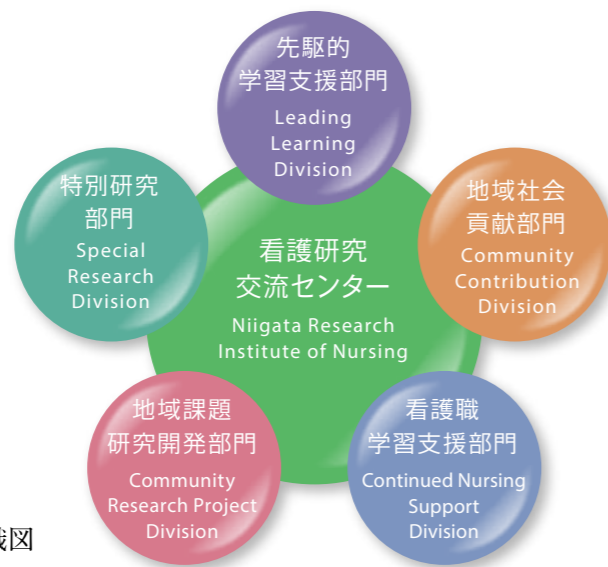 先駆的
学習支援部門
Leading
Learning
Division
特別研究
部門
Special
Research
Division
地域社会
貢献部門
Community
Contribution
Division
看護研究
交流センター
Niigata Research
Institute of Nursing
地域課題
研究開発部門
Community
Research Project
Division
看護職
学習支援部門
Continued Nursing
Support
Division
図